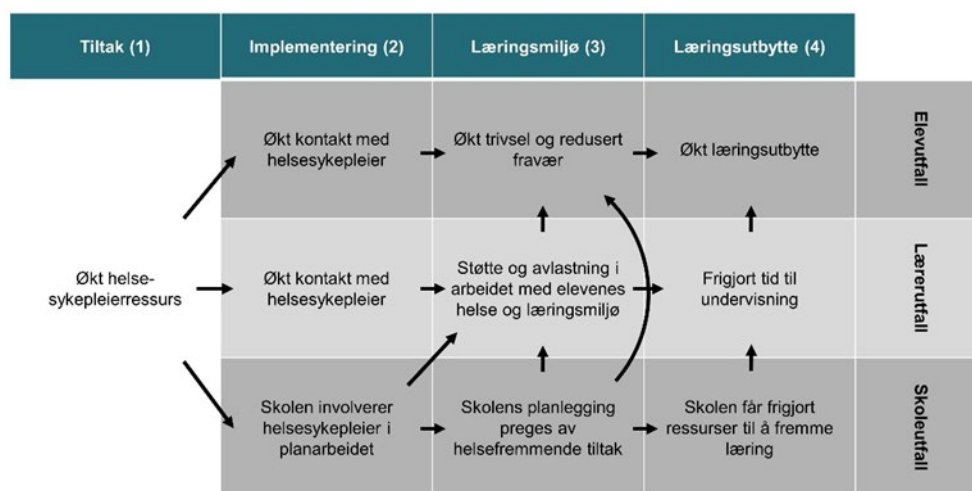 Tiltak (1)
Implementering (2)
Læringsmiljø (3)
Læringsutbytte (4)
Økt kontakt med
helsesykepleier
Økt trivsel og redusert
fravær
Økt læringsutbytte
Elevutfall
Økt helse-
sykepleierressurs
Økt kontakt med
helsesykepleier
Støtte og avlastning i
arbeidet med elevenes
helse og læringsmiljø
Frigjort tid til
undervisning
Lærerutfall
Skolen involverer
helsesykepleier i
planarbeidet
Skolens planlegging
preges av
helsefremmende tiltak
Skolen får frigjort
ressurser til å fremme
læring
Skoleutfall